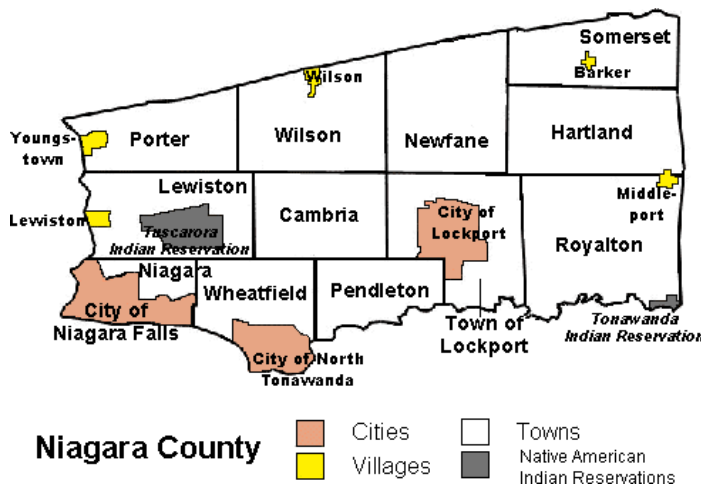 Somerset
Barker
Wilson
Youngs-
town
Porter
Wilson
Newfane
Hartland
Lewiston
Middle-
port
Lewiston
Tuscarora
Indian Reservation
Cambria
City of
Lockport
Royalton
Niagara
Wheatfield
Pendleton
City of
Niagara Falls
Town of
Lockport
Tonawanda
Indian Reservation
City of North
Tonawanda
Niagara County
Cities
Villages
Towns
Native American
Indian Reservations